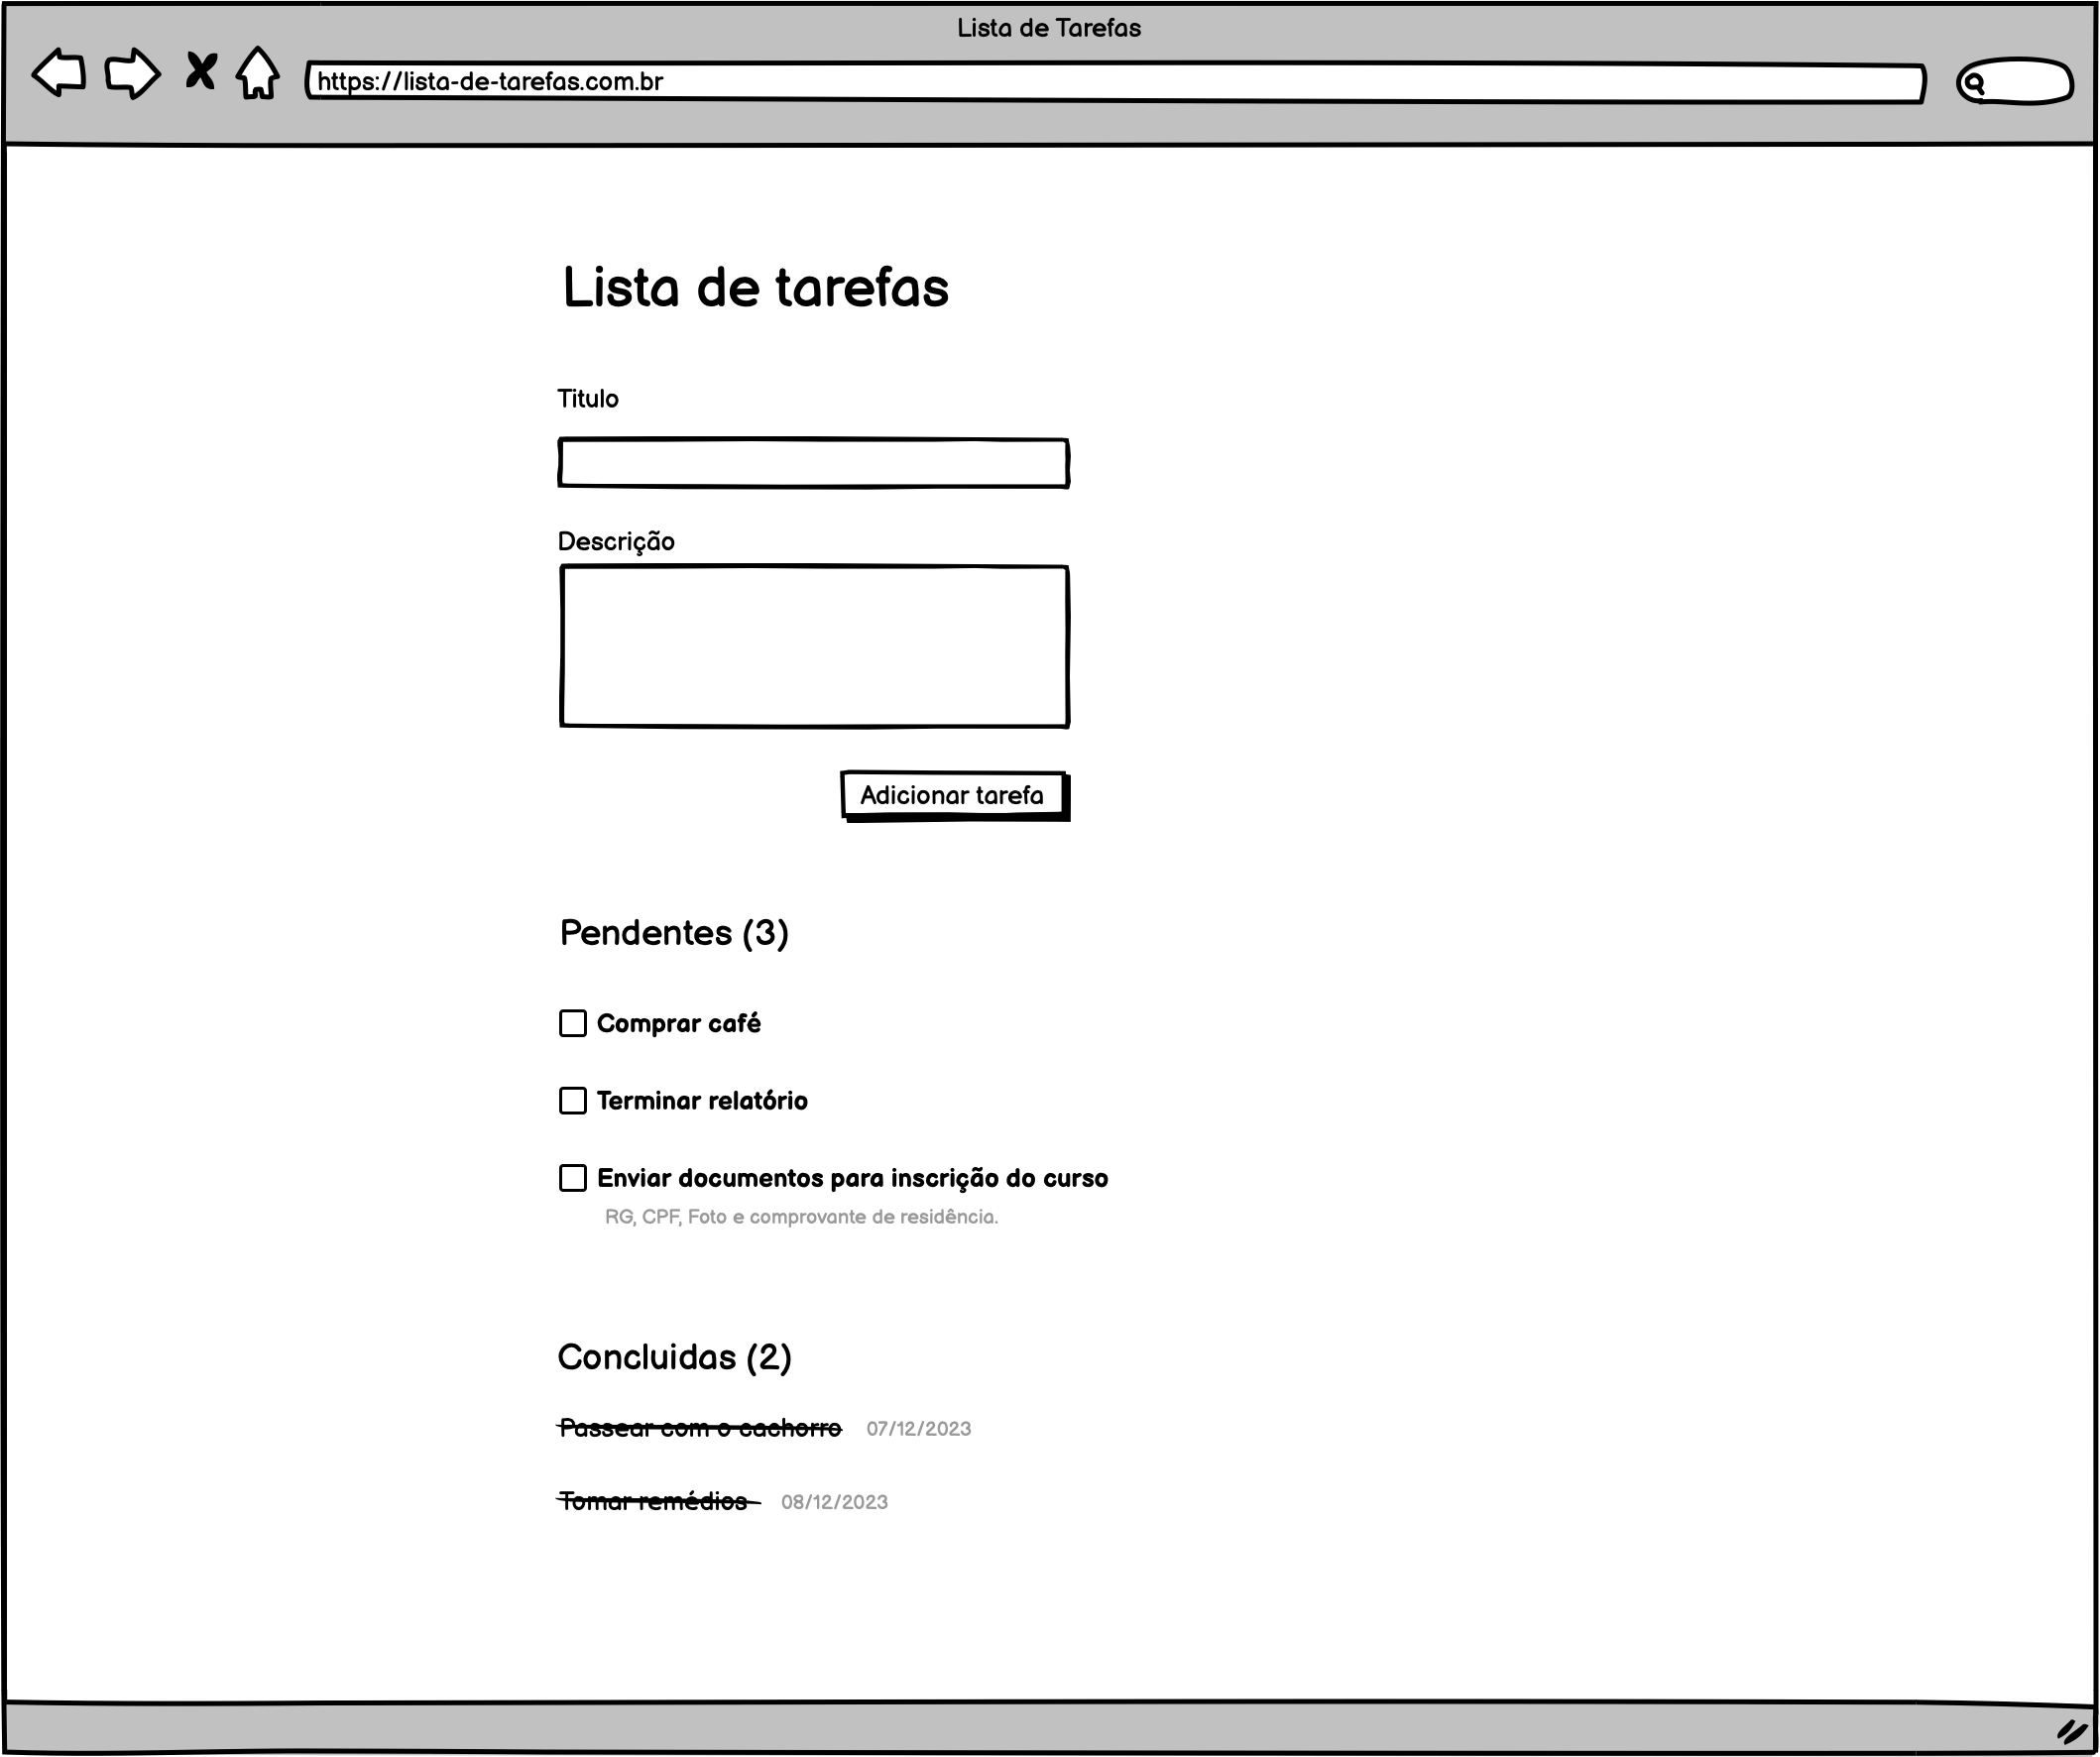 Lista de Tarefas
https://lista-de-tarefas.com.br
Lista de tarefas
Titulo
Descrição
Adicionar tarefa
Pendentes (3)
Comprar café
Terminar relatório
Enviar documentos para inscrição do curso
RG, CPF, Foto e comprovante de residência.
Concluidas (2)
Passear com o cachorro 07/12/2023
Tomar remédios 08/12/2023